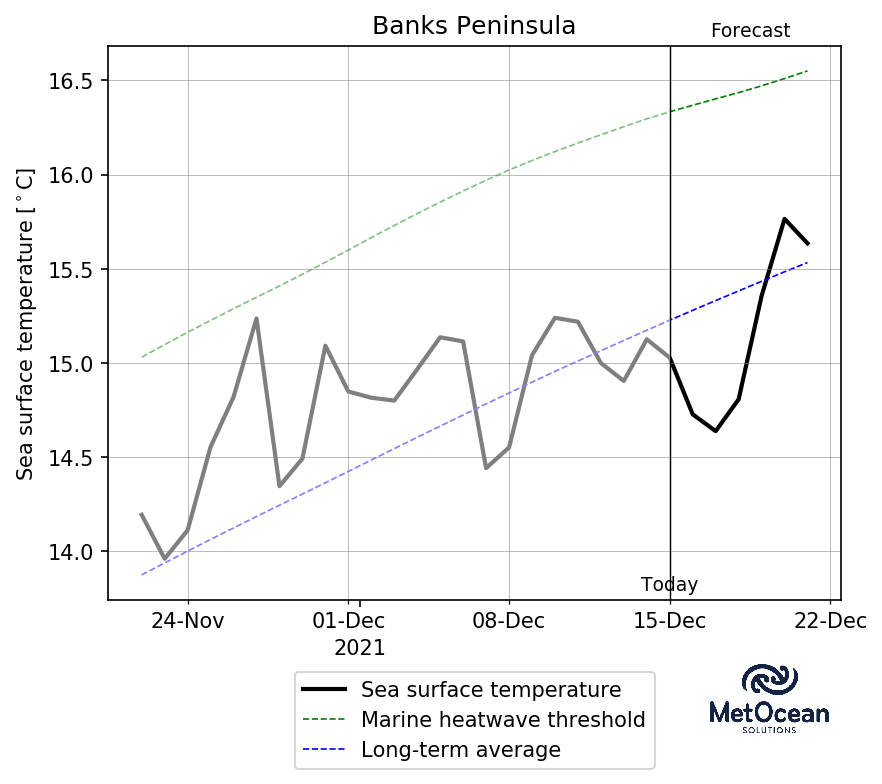 Banks Peninsula
Forecast
Sea surface temperature [°C]
16.5
16.0
15.5
15.0
14.5
14.0
Today
24-Nov 01-Dec 08-Dec 15-Dec 22-Dec
2021
Sea surface temperature
Marine heatwave threshold
Long-term average
MetOcean
SOLUTIONS